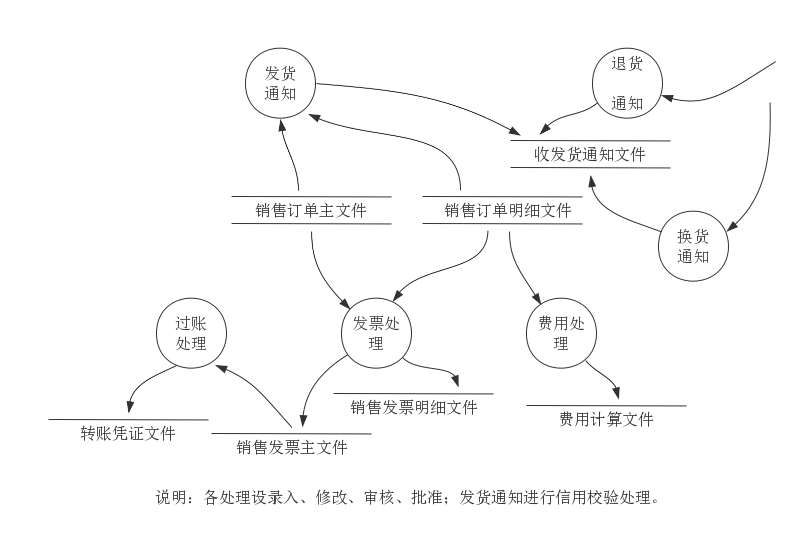 发货
通知
退货
通知
收发货通知文件
销售订单主文件
销售订单明细文件
换货
通知
过账
处理
发票处
理
费用处
理
销售发票明细文件
费用计算文件
转账凭证文件
销售发票主文件
说明：各处理设录入、修改、审核、批准；发货通知进行信用校验处理。